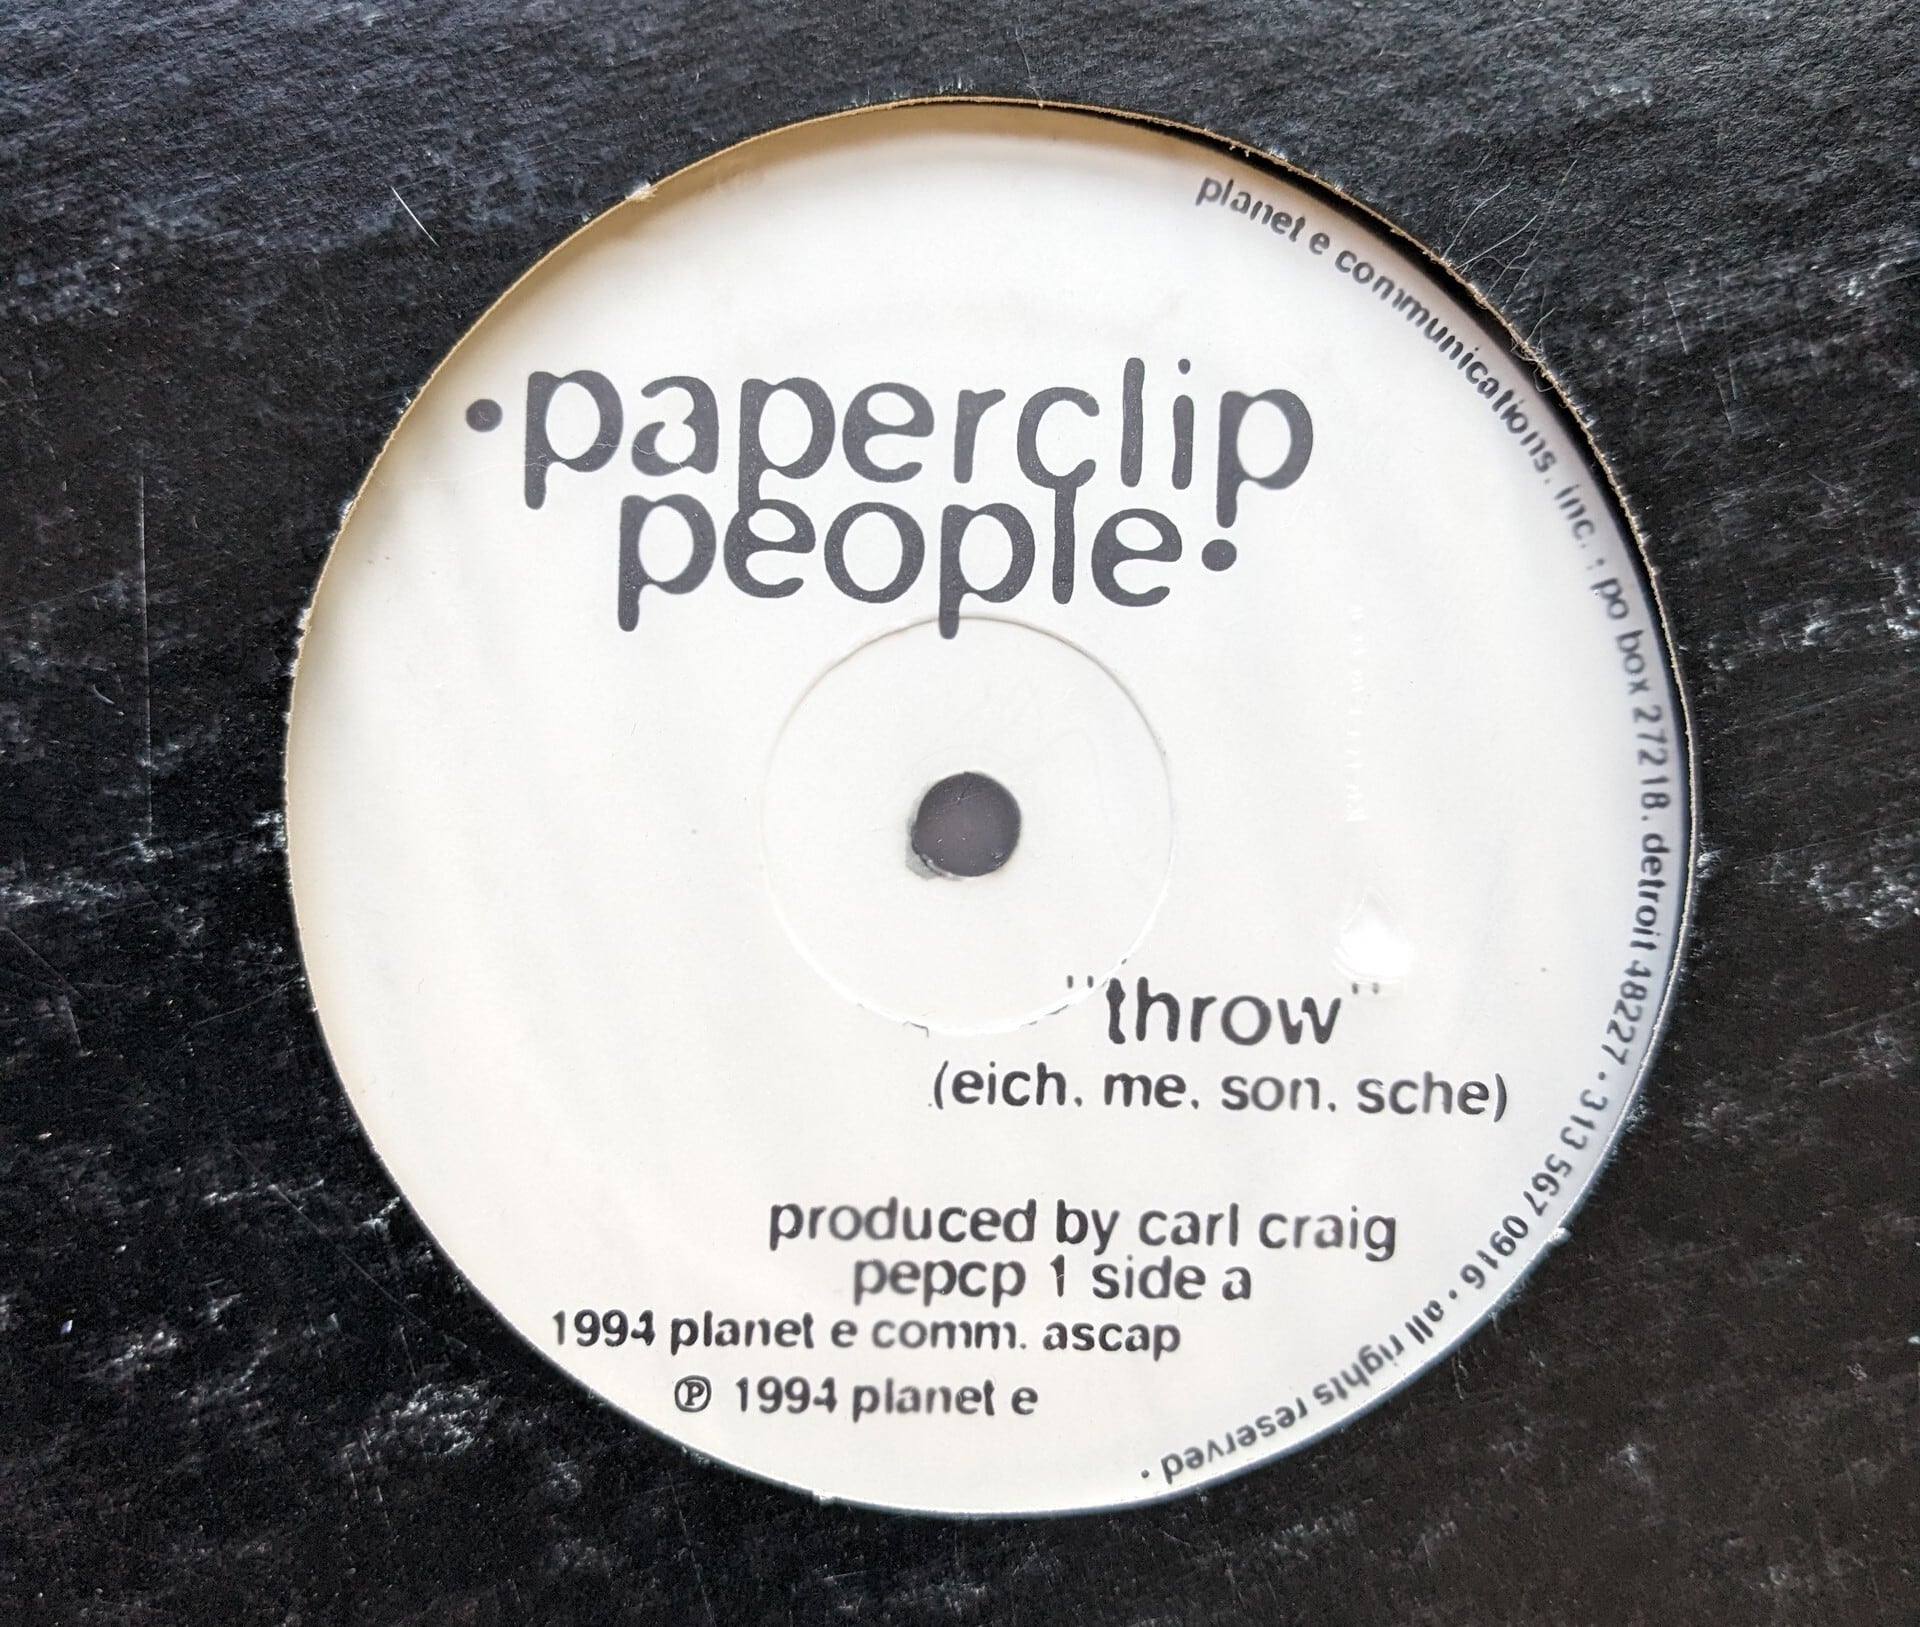 •paperclip
people•
planet e communications. inc. ; po box 27218. detroit 48227 • 313 567 0916 • all rights reserved •
"throw"
(eich. me. son. sche)
produced by carl craig
pepcp 1 side a
1994 planet e comm. ascap
℗ 1994 planet e